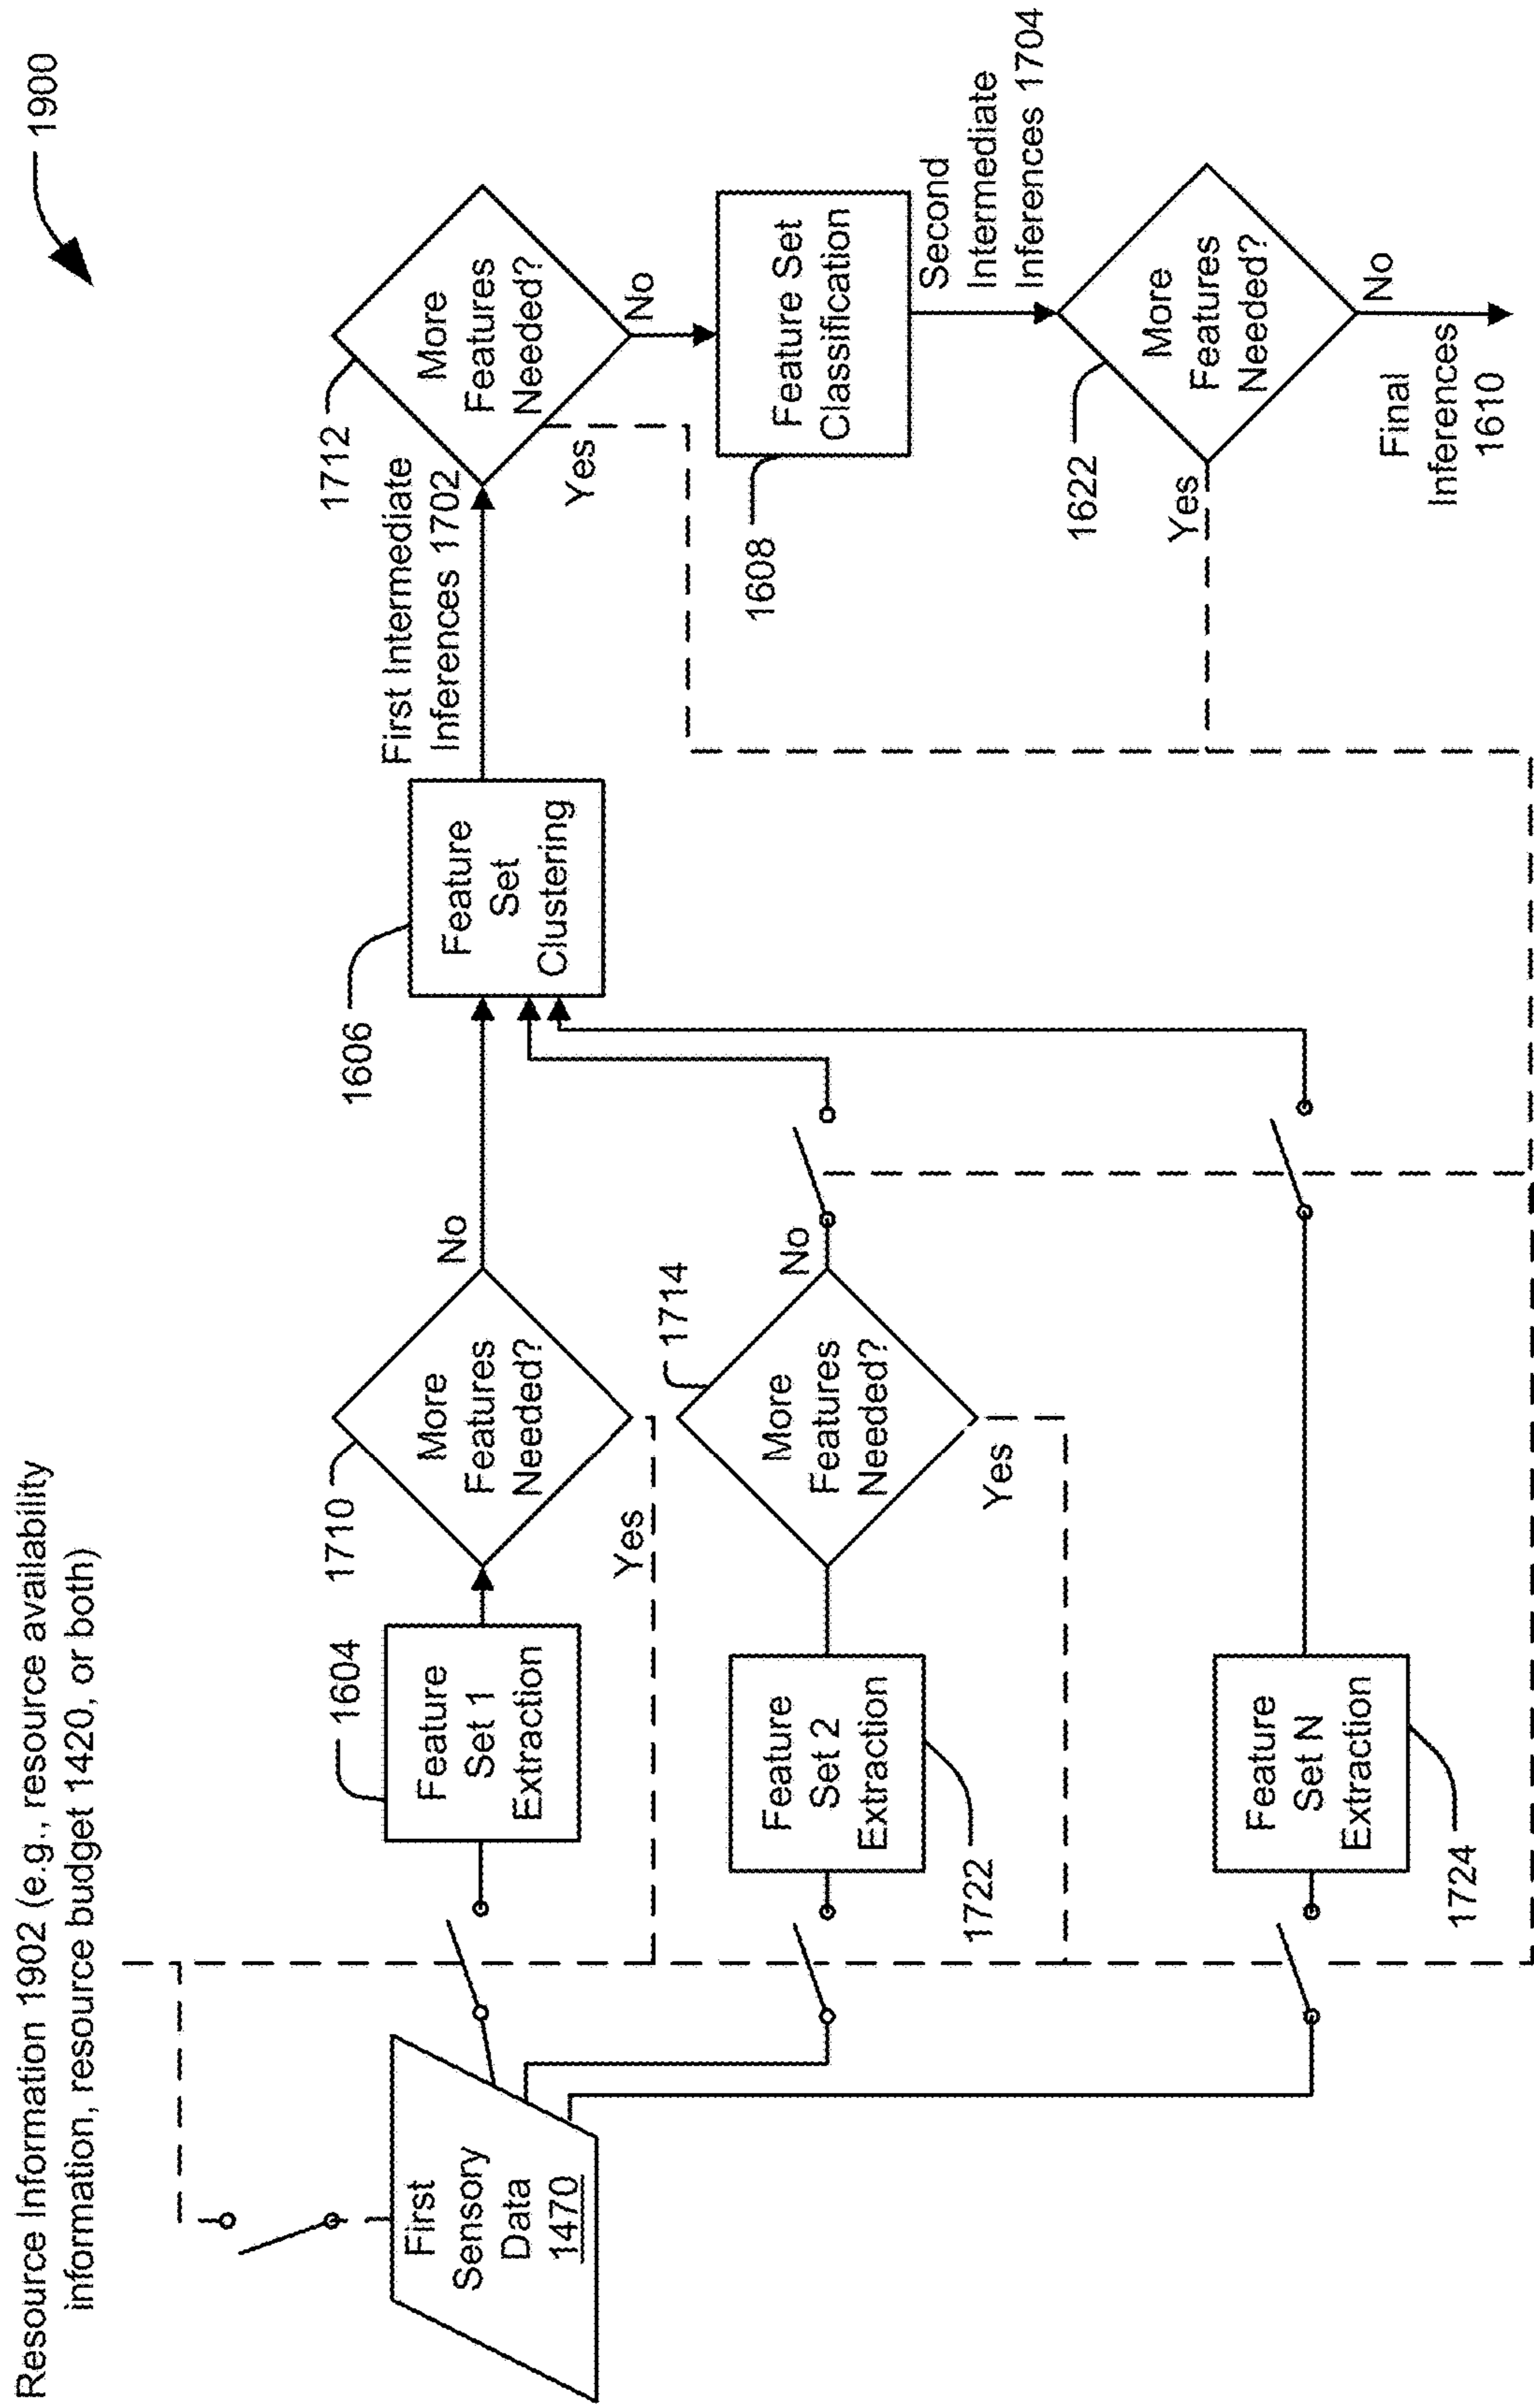 1900
Resource Information 1902 (e.g., resource availability
information, resource budget 1420, or both)
First
Sensory
Data
1470
1604
Feature
Set 1
Extraction
1710
More
Features
Needed?
No
Yes
1606
Feature
Set
Clustering
First Intermediate
Inferences 1702
1712
More
Features
Needed?
Yes
No
1608
Feature Set
Classification
Second
Intermediate
Inferences 1704
1622
More
Features
Needed?
Yes
No
Final
Inferences
1610
Feature
Set 2
Extraction
1722
1714
More
Features
Needed?
No
Yes
Feature
Set N
Extraction
1724